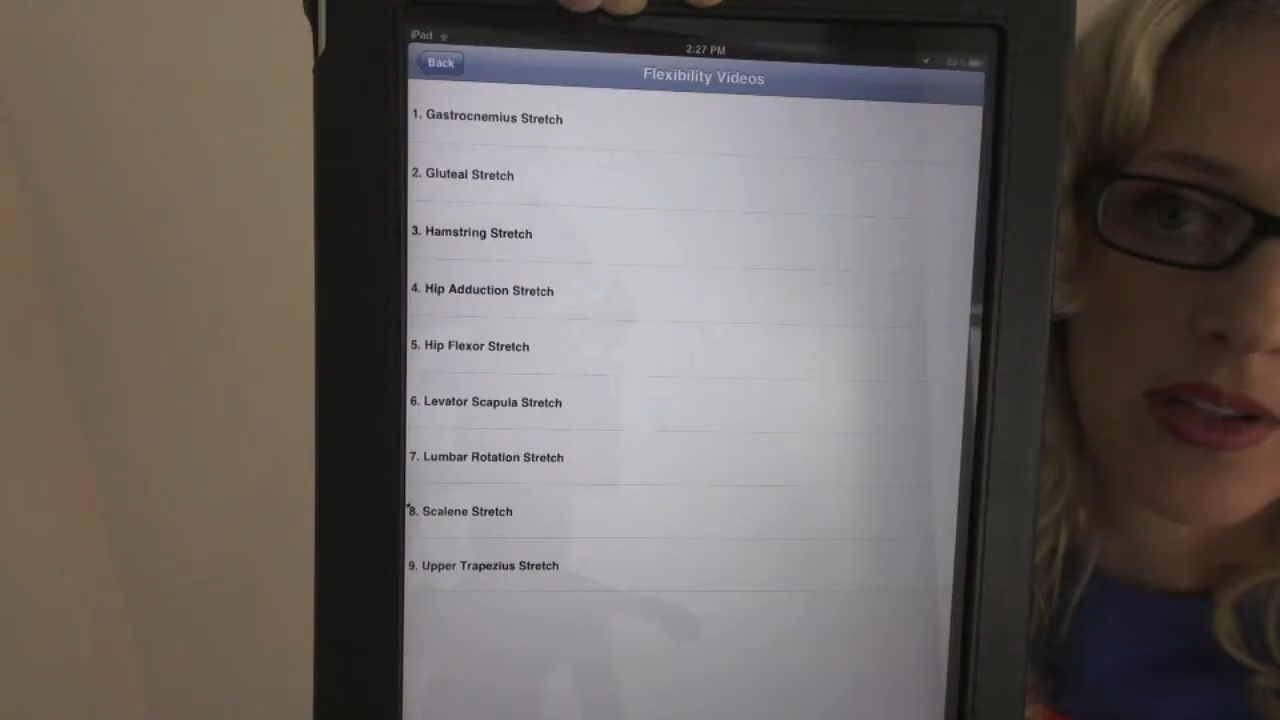 iPad
2:27 PM
Back
Flexibility Videos
1. Gastrocnemius Stretch
2. Gluteal Stretch
3. Hamstring Stretch
4. Hip Adduction Stretch
5. Hip Flexor Stretch
6. Levator Scapula Stretch
7. Lumbar Rotation Stretch
8. Scalene Stretch
9. Upper Trapezius Stretch